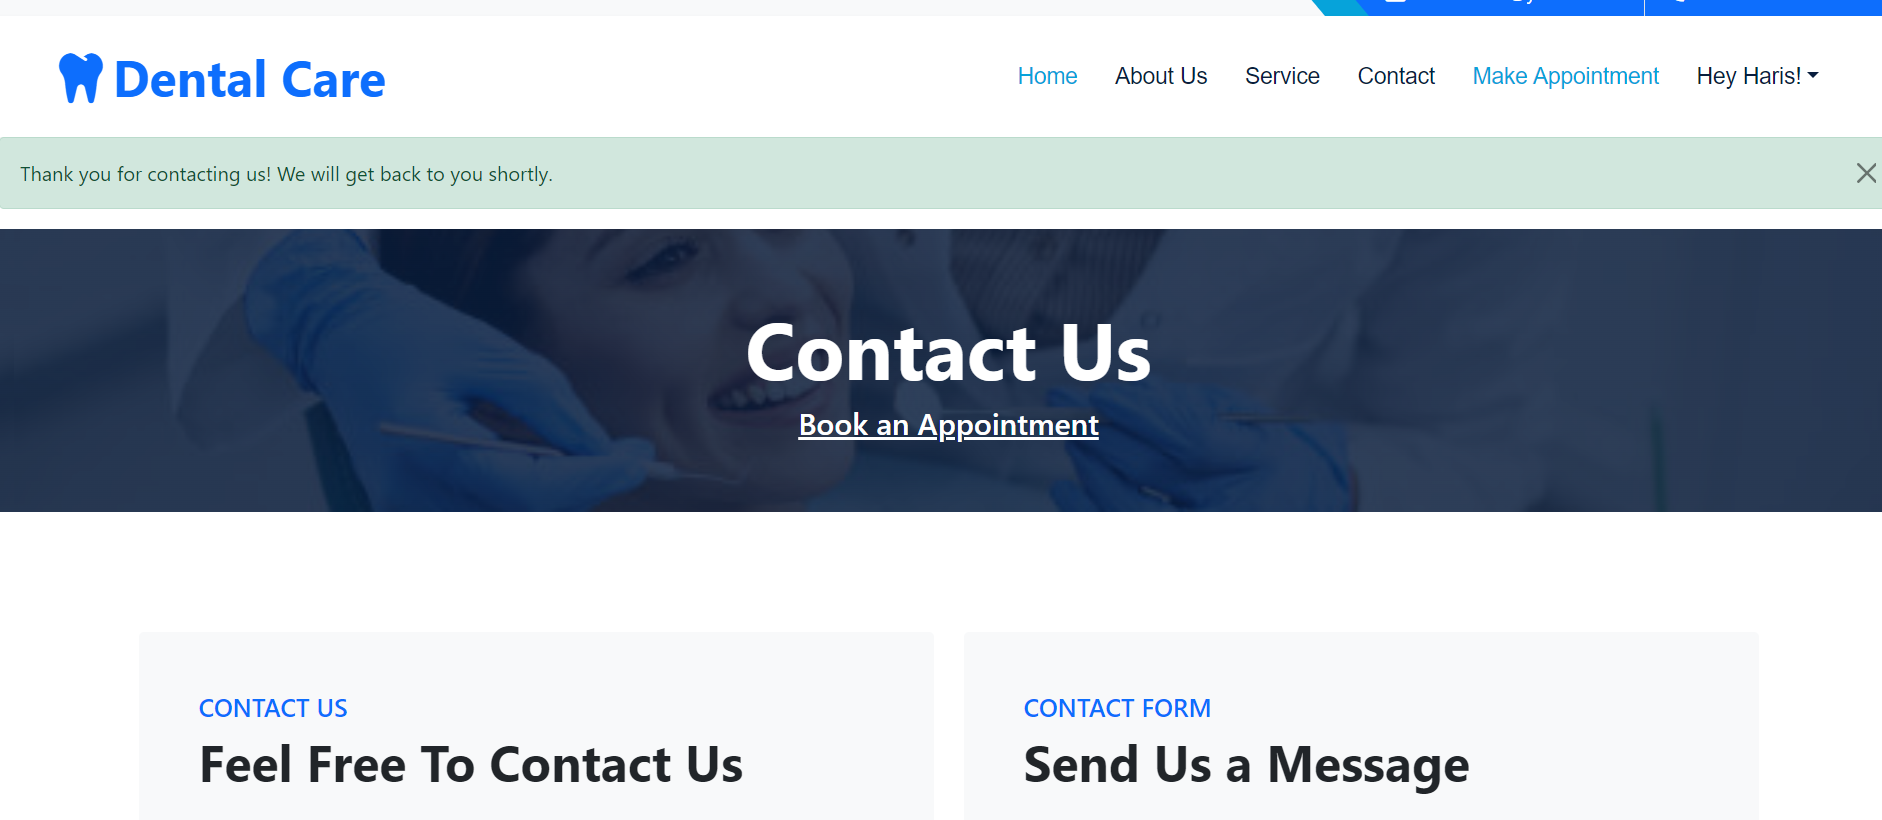 Dental Care
Home About Us Service Contact Make Appointment Hey Haris!
Thank you for contacting us! We will get back to you shortly.
Contact Us
Book an Appointment
CONTACT US
Feel Free To Contact Us
CONTACT FORM
Send Us a Message